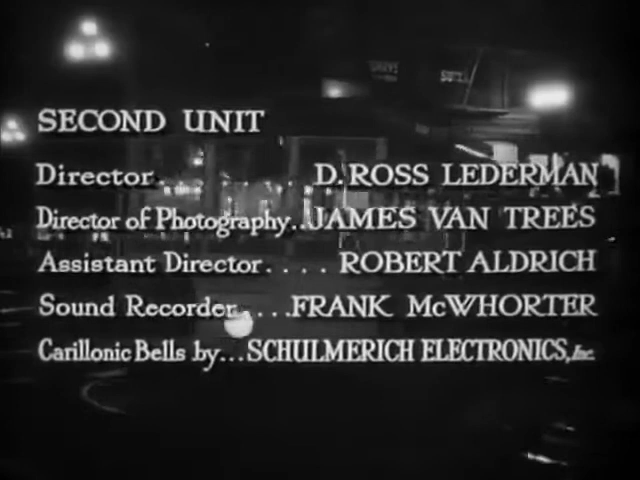 SECOND UNIT
Director. D. ROSS LEDERMAN
Director of Photography..JAMES VAN TREES
Assistant Director.... ROBERT ALDRICH
Sound Recorder....FRANK McWHORTER
Carillonic Bells by...SCHULMERICH ELECTRONICS, Inc.